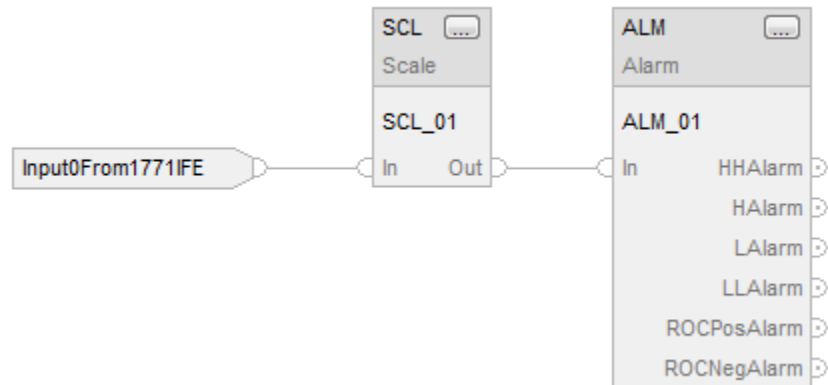 SCL ...
Scale
SCL_01
Input0From1771IFE
In Out
ALM ...
Alarm
ALM_01
In HHAlarm
HAlarm
LAlarm
LLAlarm
ROCPosAlarm
ROCNegAlarm